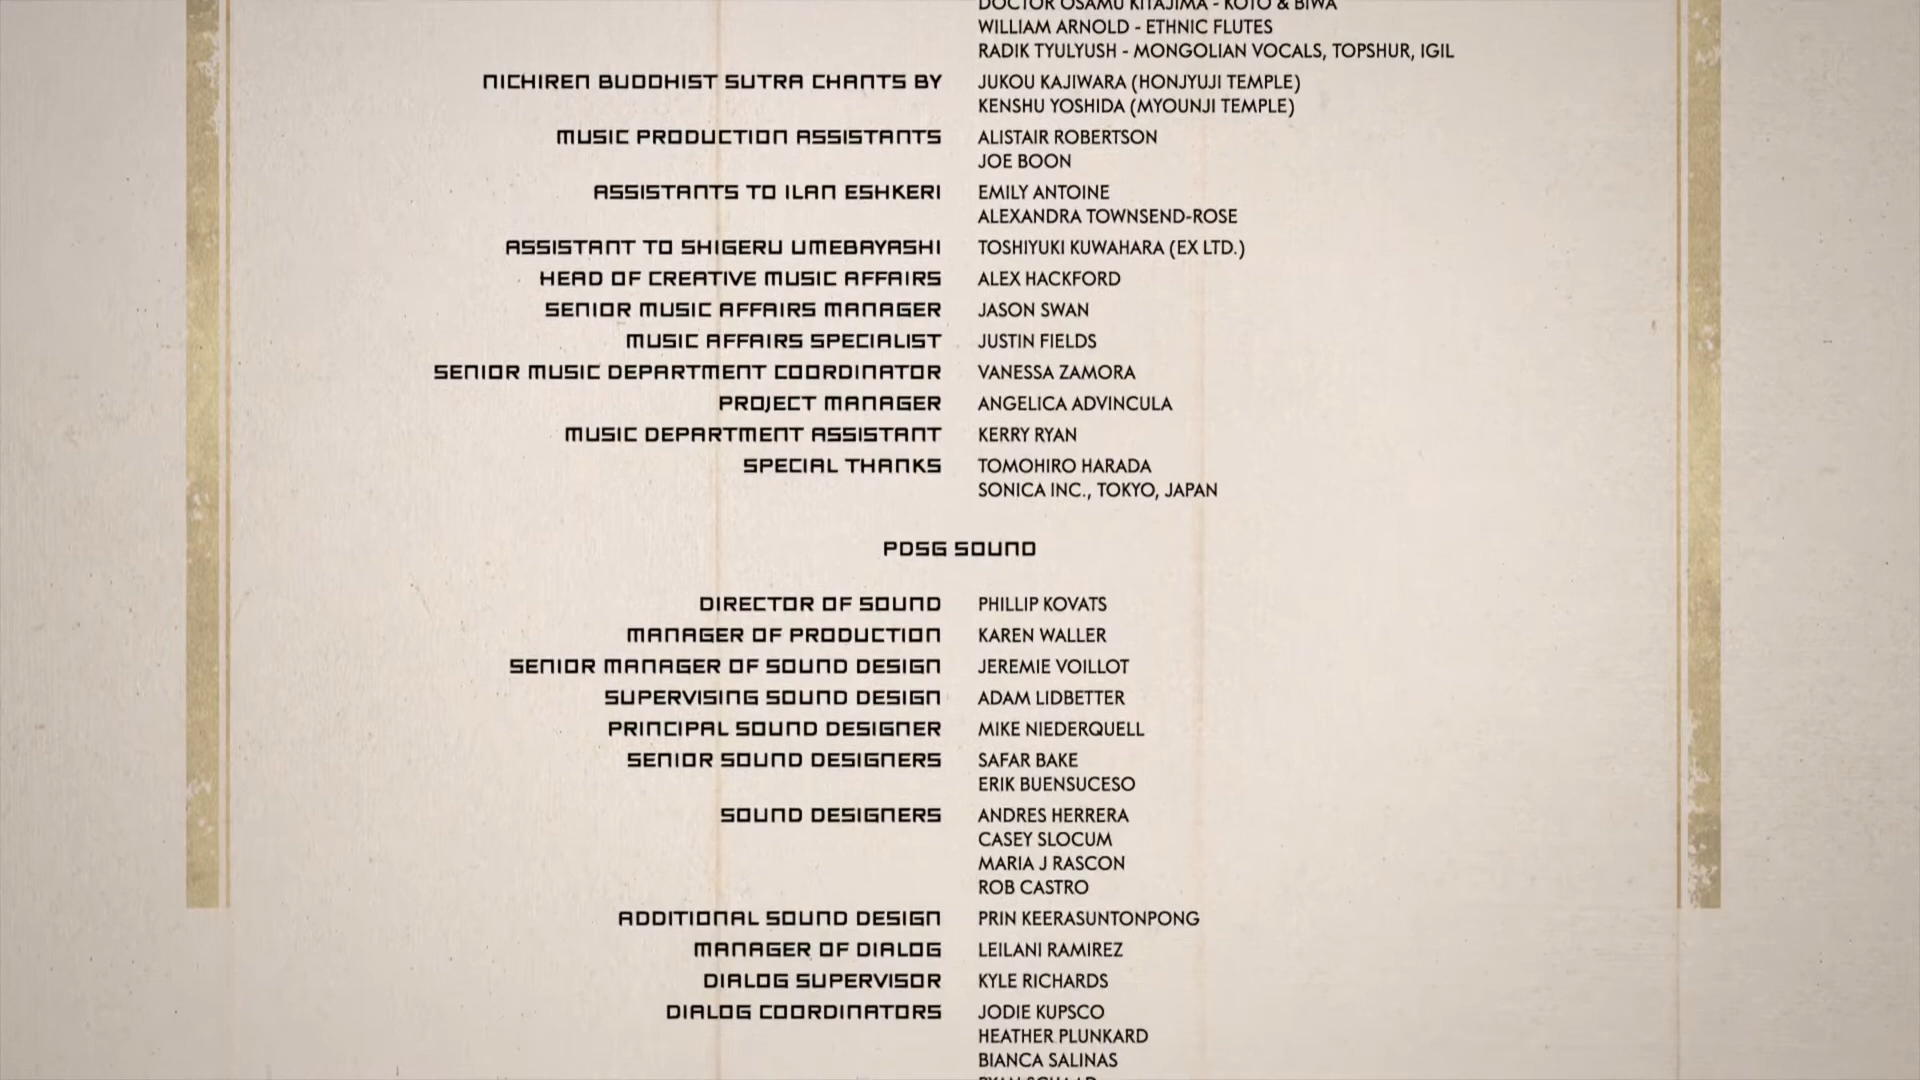 DOCTOR OSAMU KITAJIMA - KOTO & BIWA
WILLIAM ARNOLD - ETHNIC FLUTES
RADIK TYULYUSH - MONGOLIAN VOCALS, TOPSHUR, IGIL
NICHIREN BUDDHIST SUTRA CHANTS BY JUKOU KAJIWARA (HONJYUJI TEMPLE)
KENSHU YOSHIDA (MYOUNJI TEMPLE)
MUSIC PRODUCTION ASSISTANTS ALISTAIR ROBERTSON
JOE BOON
ASSISTANTS TO ILAN ESHKERI EMILY ANTOINE
ALEXANDRA TOWNSEND-ROSE
ASSISTANT TO SHIGERU UMEBAYASHI TOSHIYUKI KUWAHARA (EX LTD.)
HEAD OF CREATIVE MUSIC AFFAIRS ALEX HACKFORD
SENIOR MUSIC AFFAIRS MANAGER JASON SWAN
MUSIC AFFAIRS SPECIALIST JUSTIN FIELDS
SENIOR MUSIC DEPARTMENT COORDINATOR VANESSA ZAMORA
PROJECT MANAGER ANGELICA ADVINCULA
MUSIC DEPARTMENT ASSISTANT KERRY RYAN
SPECIAL THANKS TOMOHIRO HARADA
SONICA INC., TOKYO, JAPAN
PDSG SOUND
DIRECTOR OF SOUND PHILLIP KOVATS
MANAGER OF PRODUCTION KAREN WALLER
SENIOR MANAGER OF SOUND DESIGN JEREMIE VOILLOT
SUPERVISING SOUND DESIGN ADAM LIDBETTER
PRINCIPAL SOUND DESIGNER MIKE NIEDERQUELL
SENIOR SOUND DESIGNERS SAFAR BAKE
ERIK BUENSUCESO
SOUND DESIGNERS ANDRES HERRERA
CASEY SLOCUM
MARIA J RASCON
ROB CASTRO
ADDITIONAL SOUND DESIGN PRIN KEERASUNTONPONG
MANAGER OF DIALOG LEILANI RAMIREZ
DIALOG SUPERVISOR KYLE RICHARDS
DIALOG COORDINATORS JODIE KUPSCO
HEATHER PLUNKARD
BIANCA SALINAS